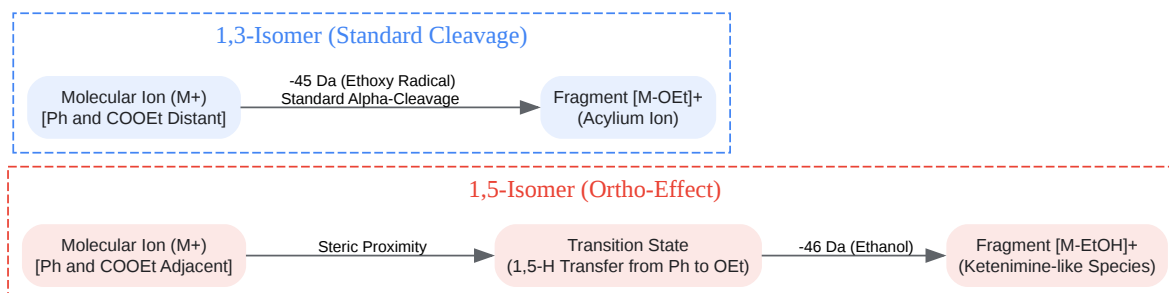 1,3-Isomer (Standard Cleavage)
Molecular Ion (M+)
[Ph and COOEt Distant]
-45 Da (Ethoxy Radical)
Standard Alpha-Cleavage
Fragment [M-OEt]+
(Acylium Ion)
1,5-Isomer (Ortho-Effect)
Molecular Ion (M+)
[Ph and COOEt Adjacent]
Steric Proximity
Transition State
(1,5-H Transfer from Ph to OEt)
-46 Da (Ethanol)
Fragment [M-EtOH]+
(Ketenimine-like Species)